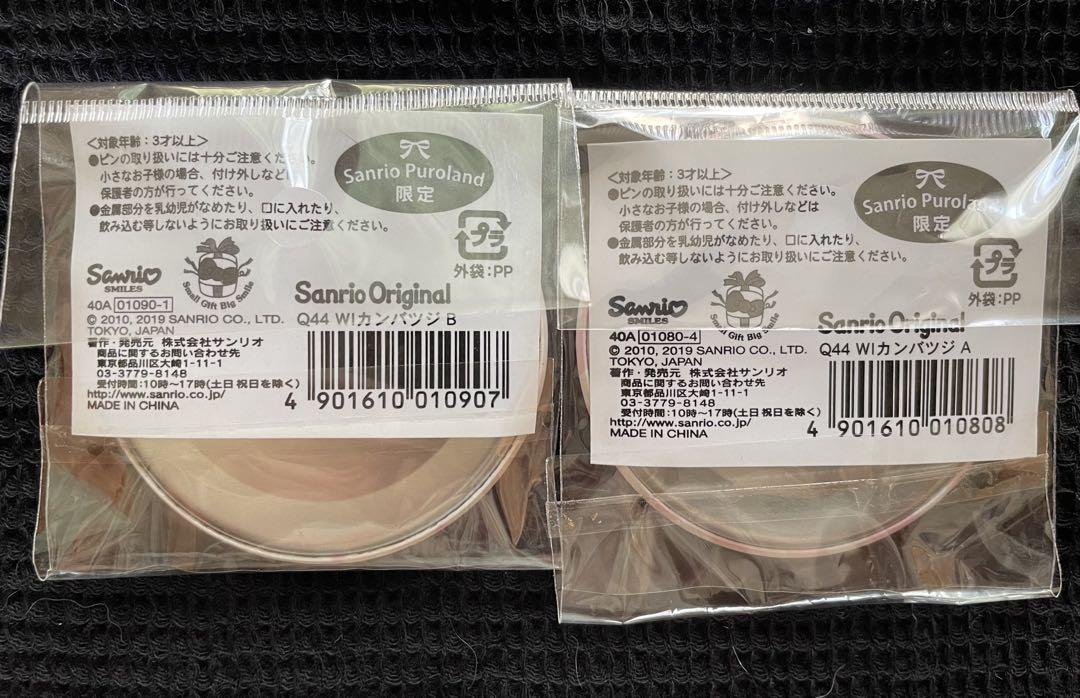 <対象年齢:3才以上>
●ピンの取り扱いには十分ご注意ください。
小さなお子様の場合、付け外しなどは
保護者の方が行ってください。
●金属部分を乳幼児がなめたり、口に入れたり、
飲み込む等しないようにお取り扱いにご注意ください。
Sanrio Puroland
限定
プラ
外袋:PP
Sanrio
SMILES
Small Gift Big Smile
Sanrio Original
40A 01090-1
Q44 WIカンバツジ B
© 2010, 2019 SANRIO CO., LTD.
TOKYO, JAPAN
著作・発売元 株式会社サンリオ
商品に関するお問い合わせ先
東京都品川区大崎1-11-1
03-3779-8148
受付時間:10時〜17時(土日祝日を除く)
http://www.sanrio.co.jp/
MADE IN CHINA
4 901610 010907
<対象年齢:3才以上>
●ピンの取り扱いには十分ご注意ください。
小さなお子様の場合、付け外しなどは
保護者の方が行ってください。
●金属部分を乳幼児がなめたり、口に入れたり、
飲み込む等しないようにお取り扱いにご注意ください。
Sanrio Puroland
限定
プラ
外袋:PP
Sanrio
SMILES
Small Gift Big Smile
Sanrio Original
40A 01080-4
Q44 WIカンバツジ A
© 2010, 2019 SANRIO CO., LTD.
TOKYO, JAPAN
著作・発売元 株式会社サンリオ
商品に関するお問い合わせ先
東京都品川区大崎1-11-1
03-3779-8148
受付時間:10時〜17時(土日祝日を除く)
http://www.sanrio.co.jp/
MADE IN CHINA
4 901610 010808